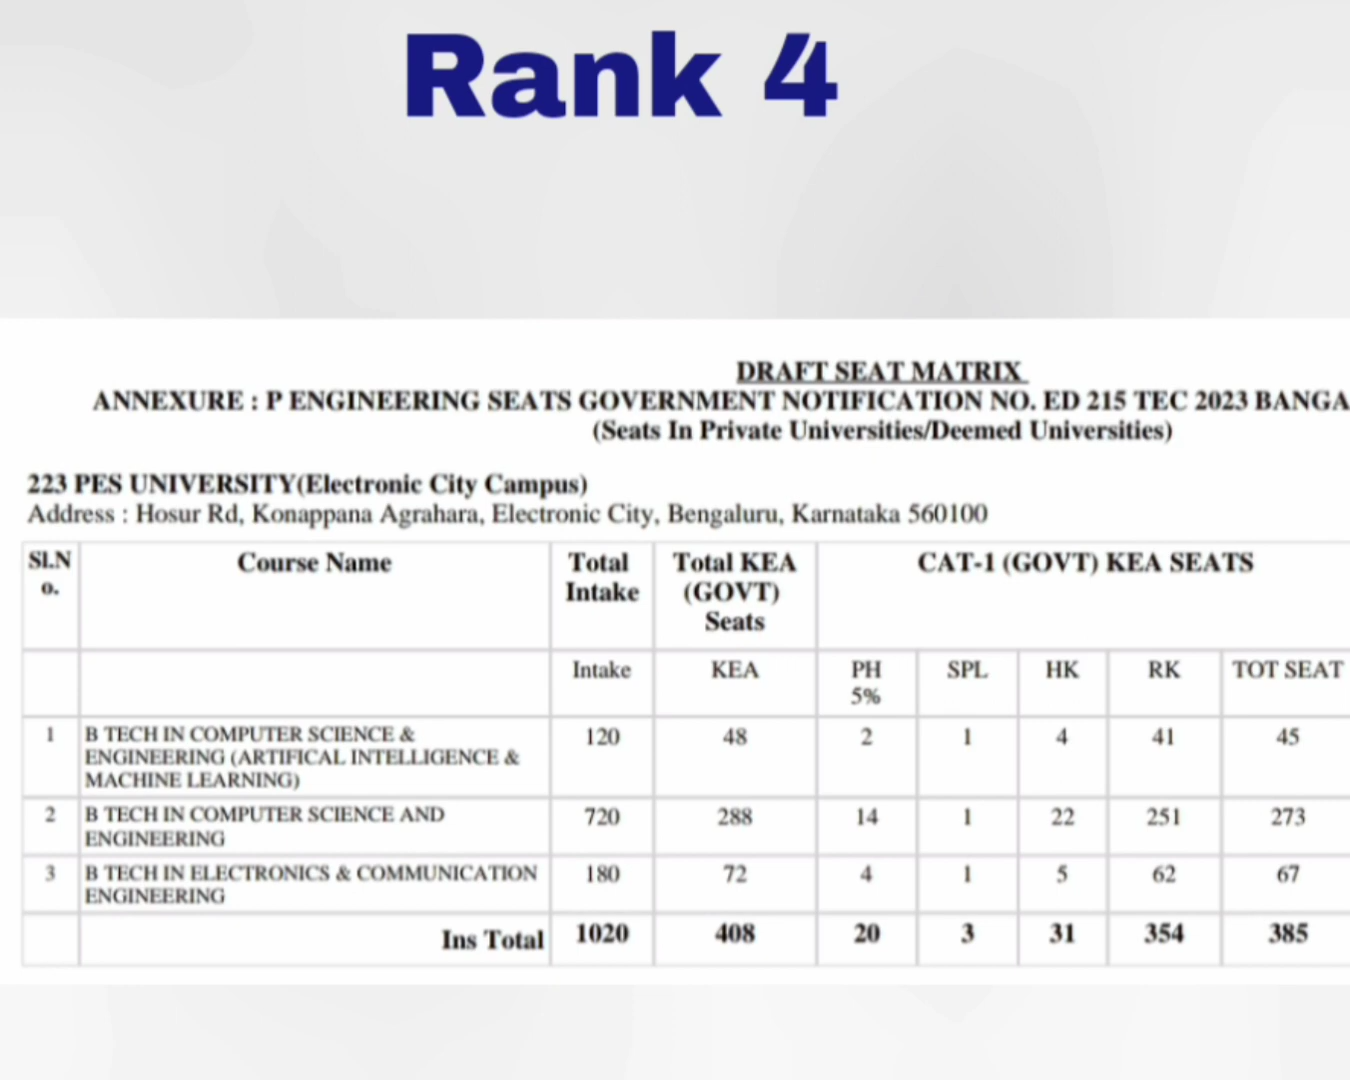 Rank 4
DRAFT SEAT MATRIX
ANNEXURE : P ENGINEERING SEATS GOVERNMENT NOTIFICATION NO. ED 215 TEC 2023 BANGA
(Seats In Private Universities/Deemed Universities)
223 PES UNIVERSITY(Electronic City Campus)
Address : Hosur Rd, Konappana Agrahara, Electronic City, Bengaluru, Karnataka 560100
Sl.N Course Name Total Total KEA CAT-1 (GOVT) KEA SEATS
o. Intake (GOVT)
Seats
Intake KEA PH SPL HK RK TOT SEAT
5%
1 B TECH IN COMPUTER SCIENCE & 120 48 2 1 4 41 45
ENGINEERING (ARTIFICAL INTELLIGENCE &
MACHINE LEARNING)
2 B TECH IN COMPUTER SCIENCE AND 720 288 14 1 22 251 273
ENGINEERING
3 B TECH IN ELECTRONICS & COMMUNICATION 180 72 4 1 5 62 67
ENGINEERING
Ins Total 1020 408 20 3 31 354 385